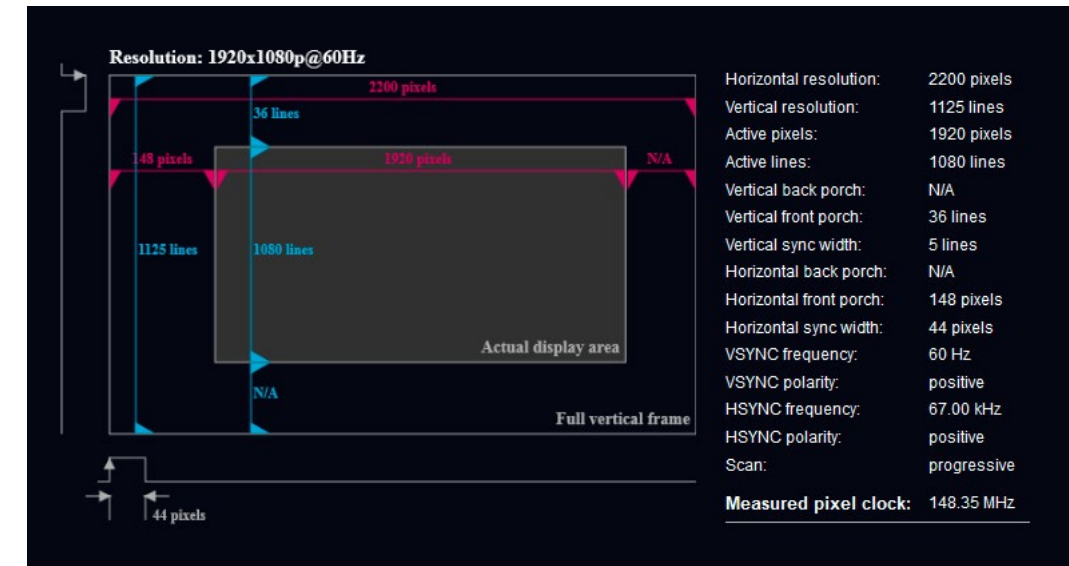 Resolution: 1920x1080p@60Hz
2200 pixels
36 lines
148 pixels
1920 pixels
N/A
1125 lines
1080 lines
Actual display area
N/A
Full vertical frame
44 pixels
Horizontal resolution: 2200 pixels
Vertical resolution: 1125 lines
Active pixels: 1920 pixels
Active lines: 1080 lines
Vertical back porch: N/A
Vertical front porch: 36 lines
Vertical sync width: 5 lines
Horizontal back porch: N/A
Horizontal front porch: 148 pixels
Horizontal sync width: 44 pixels
VSYNC frequency: 60 Hz
VSYNC polarity: positive
HSYNC frequency: 67.00 kHz
HSYNC polarity: positive
Scan: progressive
Measured pixel clock: 148.35 MHz